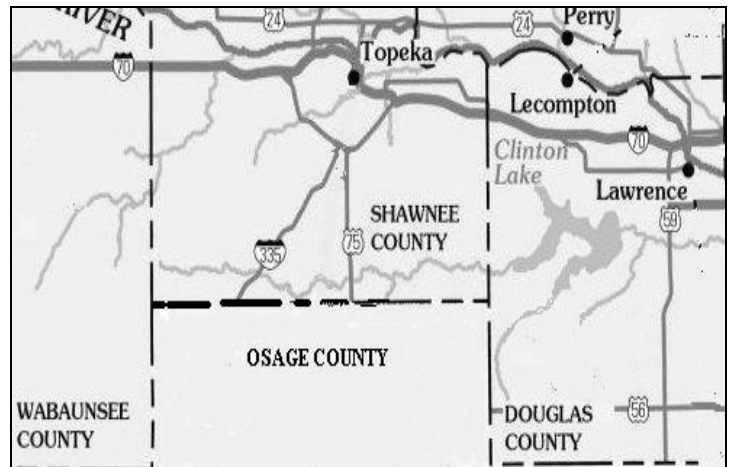 RIVER
24
24
Perry
70
Topeka
Lecompton
70
Clinton
Lake
Lawrence
59
SHAWNEE
COUNTY
75
335
OSAGE COUNTY
WABAUNSEE
COUNTY
DOUGLAS
COUNTY
56